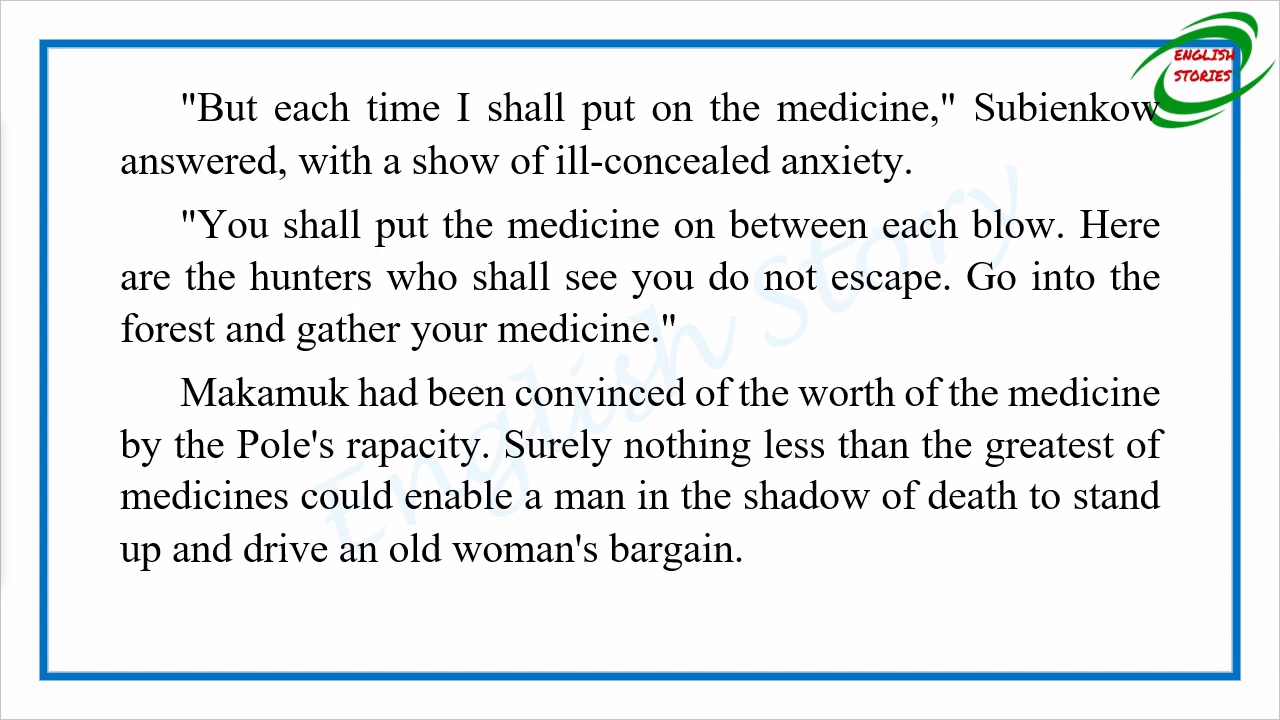 ENGLISH
STORIES
"But each time I shall put on the medicine," Subienkow
answered, with a show of ill-concealed anxiety.
"You shall put the medicine on between each blow. Here
are the hunters who shall see you do not escape. Go into the
forest and gather your medicine."
Makamuk had been convinced of the worth of the medicine
by the Pole's rapacity. Surely nothing less than the greatest of
medicines could enable a man in the shadow of death to stand
up and drive an old woman's bargain.
English Story